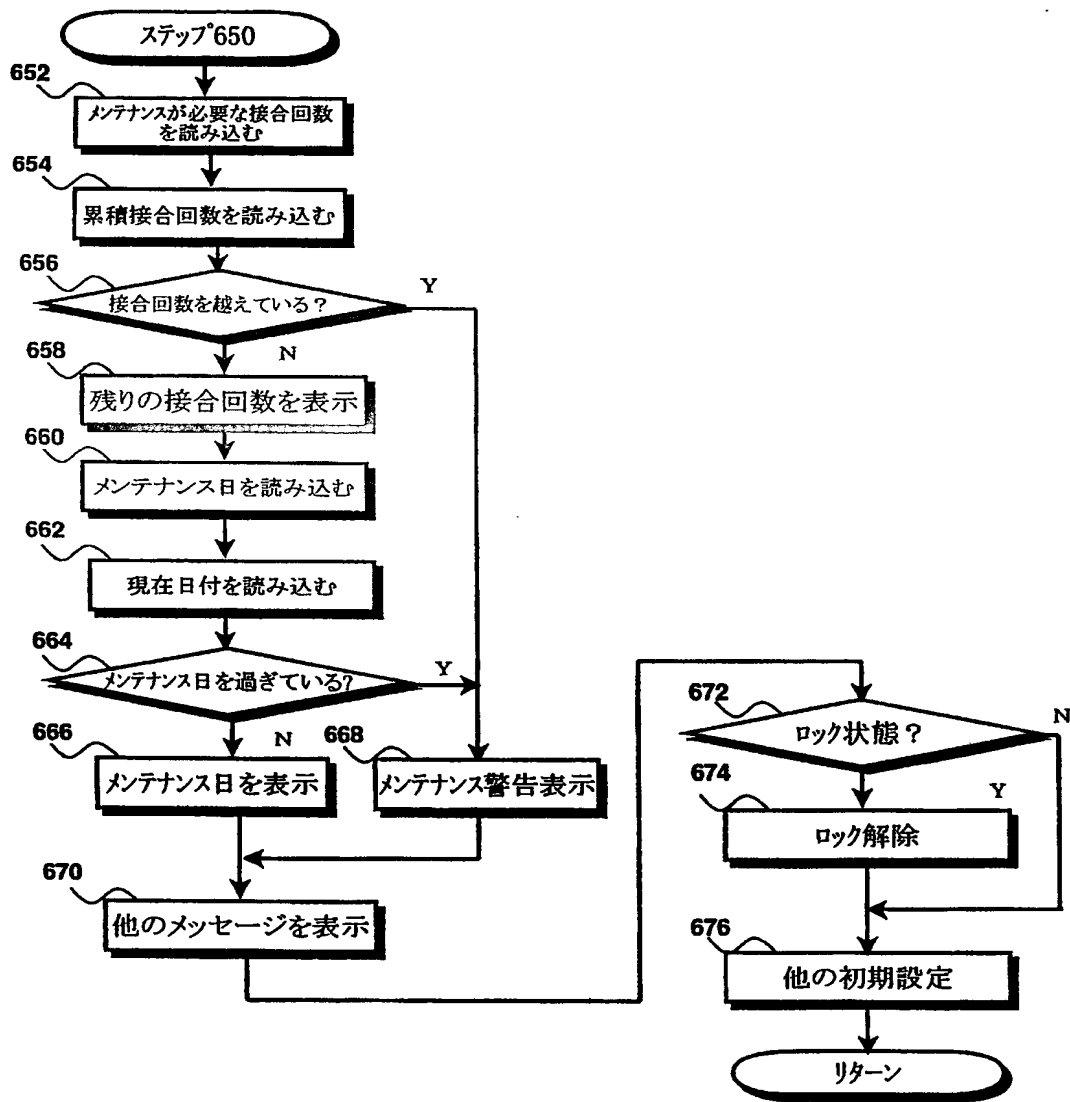 ステップ650
652
メンテナンスが必要な接合回数
を読み込む
654
累積接合回数を読み込む
656
接合回数を越えている?
Y
N
658
残りの接合回数を表示
660
メンテナンス日を読み込む
662
現在日付を読み込む
664
メンテナンス日を過ぎている?
Y
N
666
メンテナンス日を表示
668
メンテナンス警告表示
670
他のメッセージを表示
672
ロック状態?
N
Y
674
ロック解除
676
他の初期設定
リターン